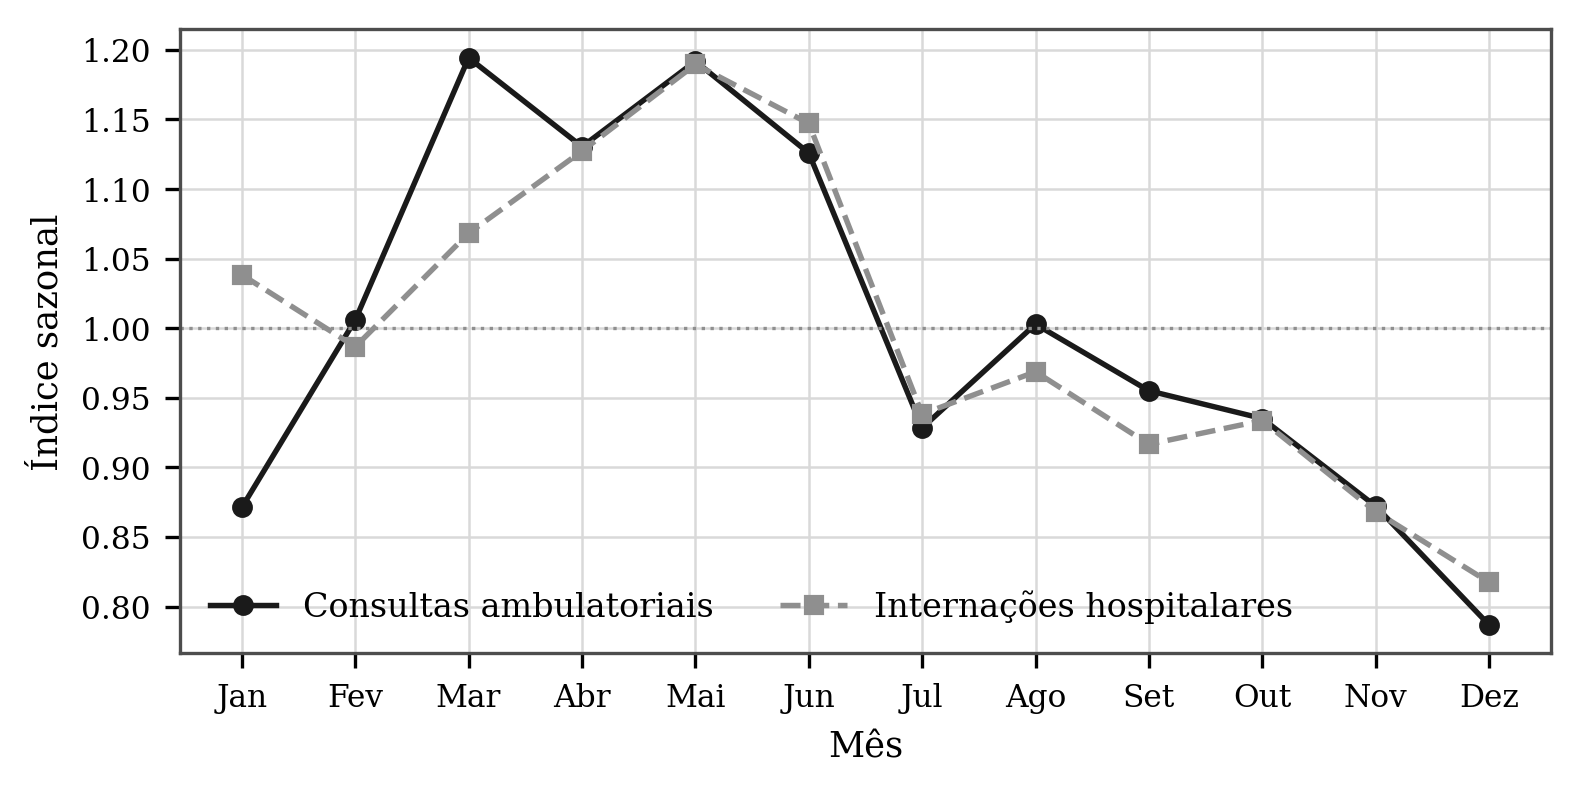 1.20
1.15
1.10
1.05
1.00
0.95
0.90
0.85
0.80
Índice sazonal
Consultas ambulatoriais
Internações hospitalares
Jan Fev Mar Abr Mai Jun Jul Ago Set Out Nov Dez
Mês